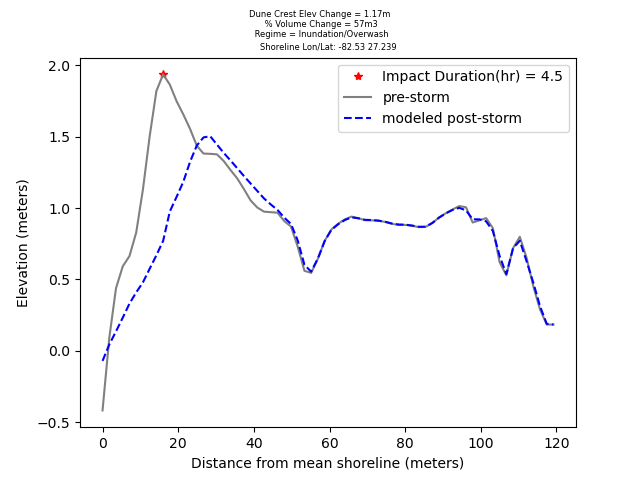 Dune Crest Elev Change = 1.17m
% Volume Change = 57m3
Regime = Inundation/Overwash
Shoreline Lon/Lat: -82.53 27.239
Impact Duration(hr) = 4.5
pre-storm
modeled post-storm
2.0
1.5
1.0
0.5
0.0
−0.5
Elevation (meters)
0 20 40 60 80 100 120
Distance from mean shoreline (meters)